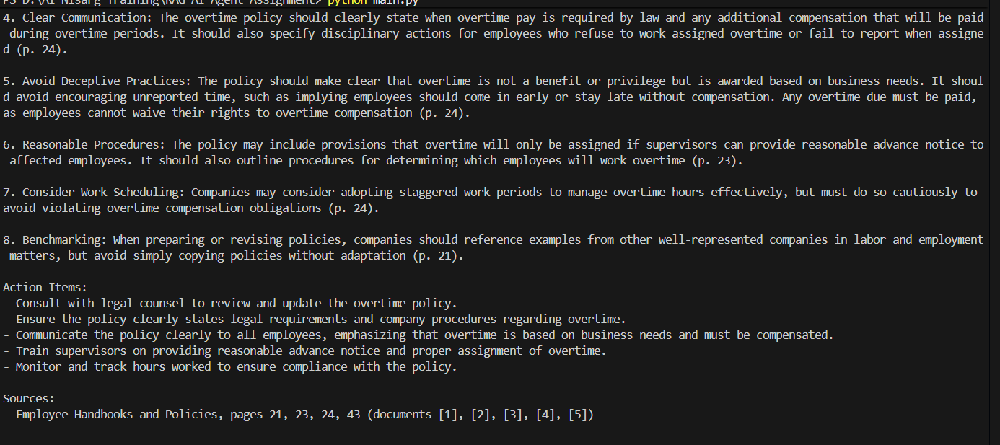 PS D:\AI_Nisarg_Training\RAG_AI_Agent_Assignment> python main.py
4. Clear Communication: The overtime policy should clearly state when overtime pay is required by law and any additional compensation that will be paid
during overtime periods. It should also specify disciplinary actions for employees who refuse to work assigned overtime or fail to report when assigne
d (p. 24).
5. Avoid Deceptive Practices: The policy should make clear that overtime is not a benefit or privilege but is awarded based on business needs. It shoul
d avoid encouraging unreported time, such as implying employees should come in early or stay late without compensation. Any overtime due must be paid,
as employees cannot waive their rights to overtime compensation (p. 24).
6. Reasonable Procedures: The policy may include provisions that overtime will only be assigned if supervisors can provide reasonable advance notice to
affected employees. It should also outline procedures for determining which employees will work overtime (p. 23).
7. Consider Work Scheduling: Companies may consider adopting staggered work periods to manage overtime hours effectively, but must do so cautiously to
avoid violating overtime compensation obligations (p. 24).
8. Benchmarking: When preparing or revising policies, companies should reference examples from other well-represented companies in labor and employment
matters, but avoid simply copying policies without adaptation (p. 21).
Action Items:
- Consult with legal counsel to review and update the overtime policy.
- Ensure the policy clearly states legal requirements and company procedures regarding overtime.
- Communicate the policy clearly to all employees, emphasizing that overtime is based on business needs and must be compensated.
- Train supervisors on providing reasonable advance notice and proper assignment of overtime.
- Monitor and track hours worked to ensure compliance with the policy.
Sources:
- Employee Handbooks and Policies, pages 21, 23, 24, 43 (documents [1], [2], [3], [4], [5])